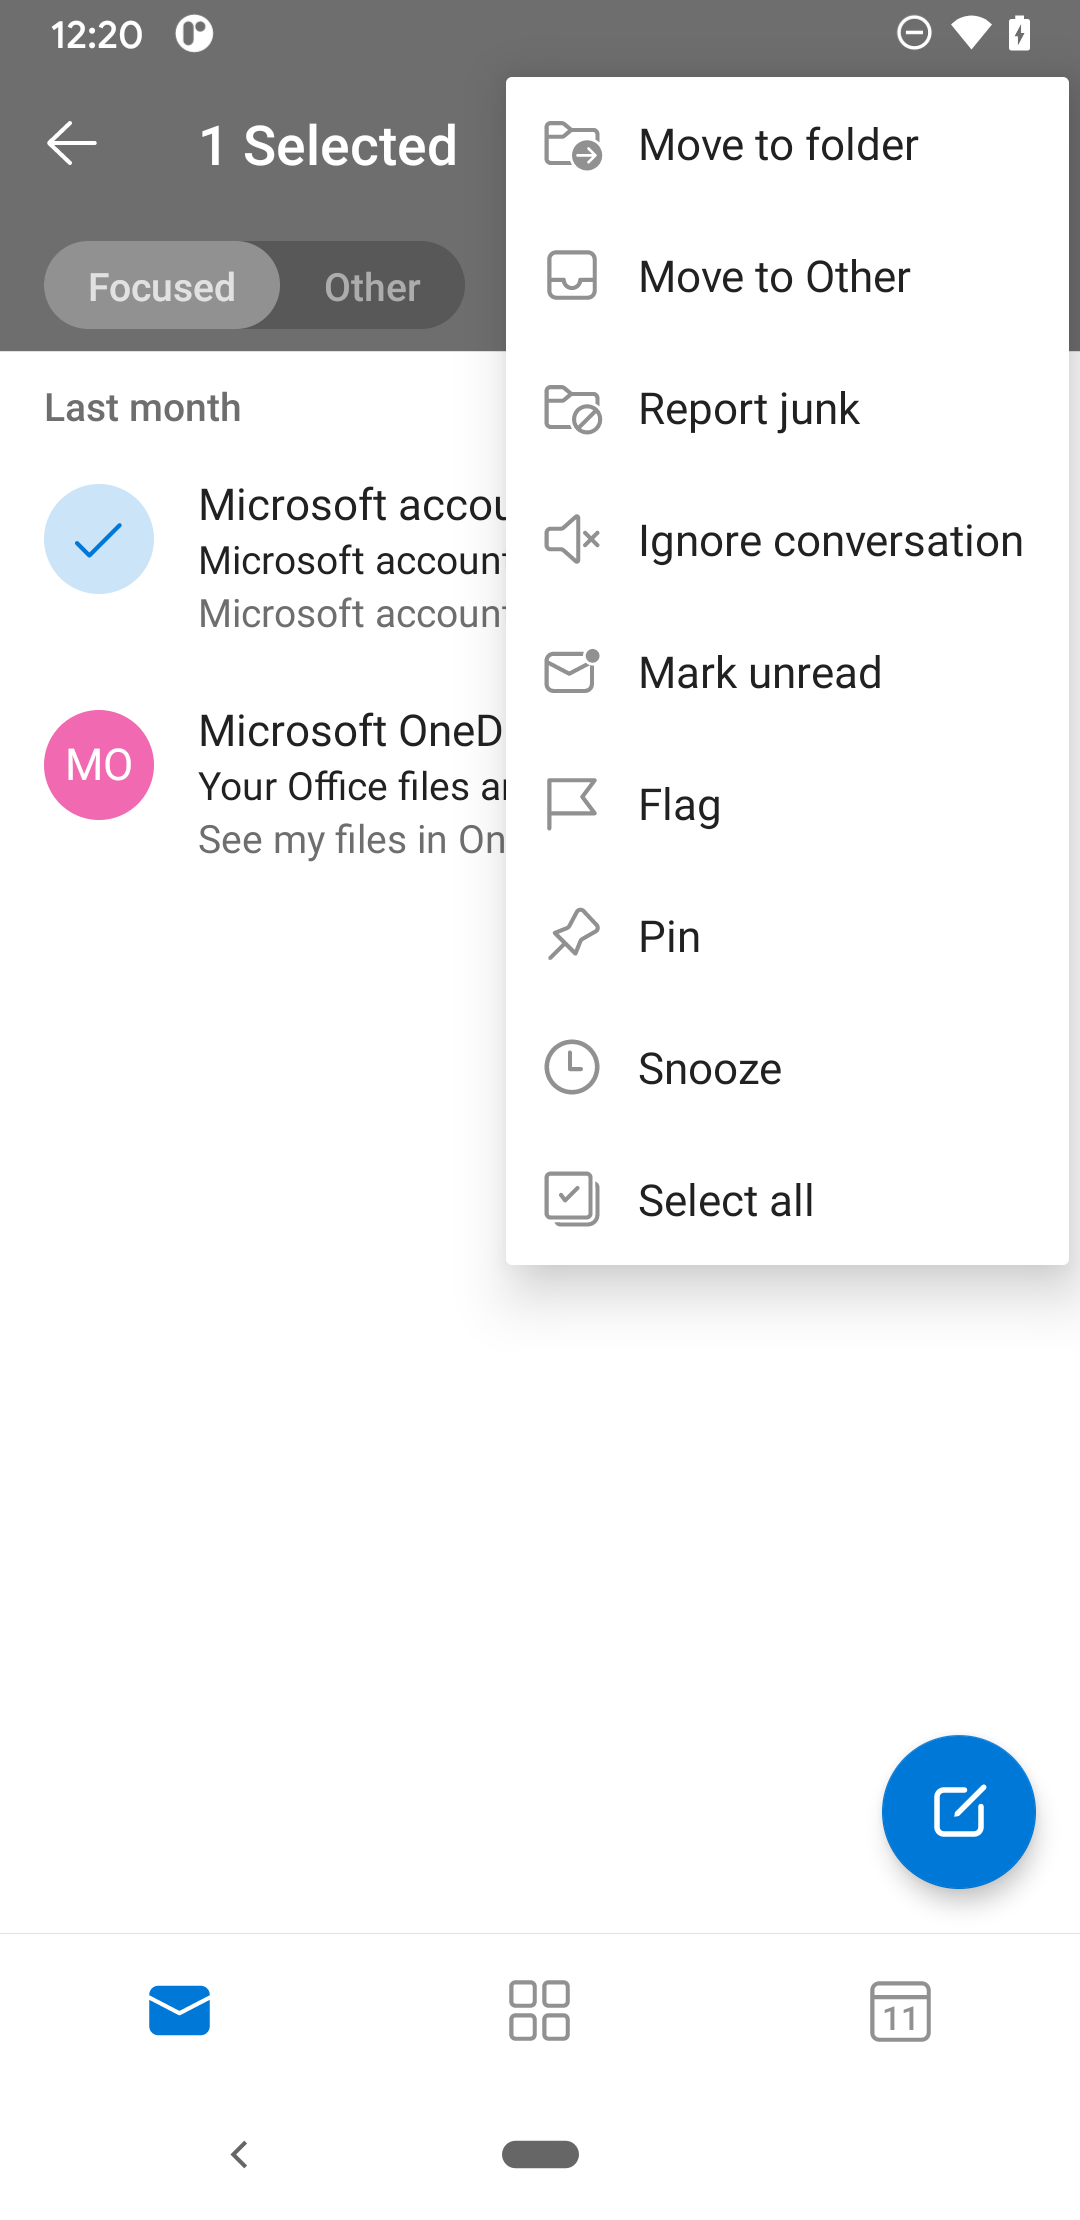 12:20
1 Selected
Focused
Other
Last month
Microsoft accou
Microsoft account
Microsoft account
MO
Microsoft OneD
Your Office files a
See my files in On
Move to folder
Move to Other
Report junk
Ignore conversation
Mark unread
Flag
Pin
Snooze
Select all
11